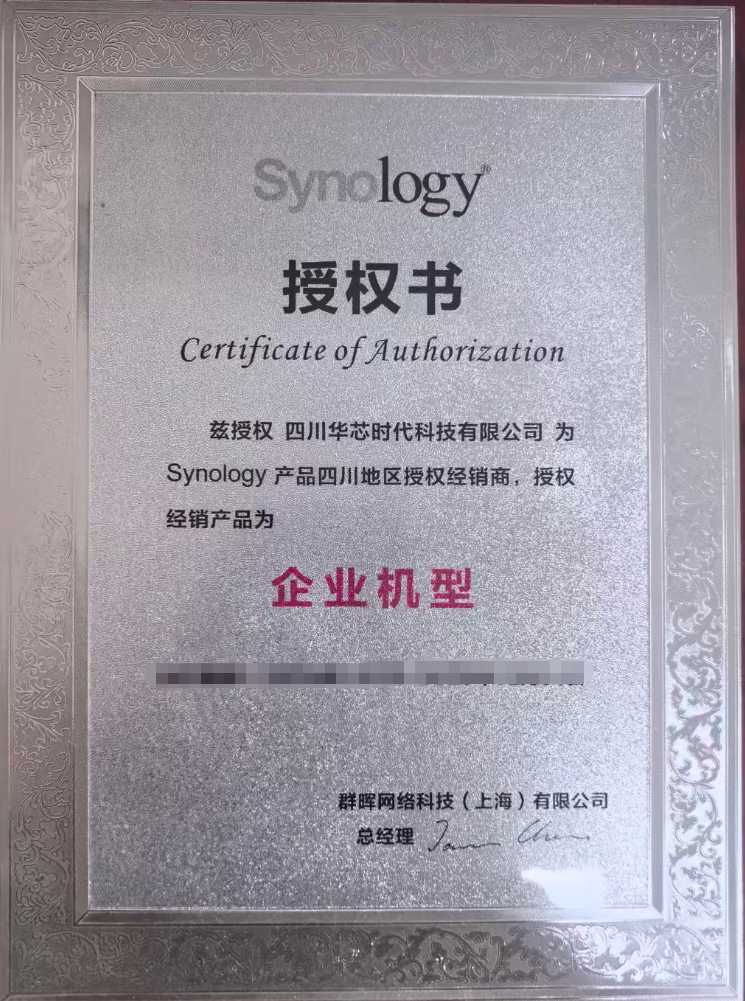 Synology®
授权书
Certificate of Authorization
兹授权 四川华芯时代科技有限公司 为
Synology 产品四川地区授权经销商，授权
经销产品为
企业机型
群晖网络科技（上海）有限公司
总经理